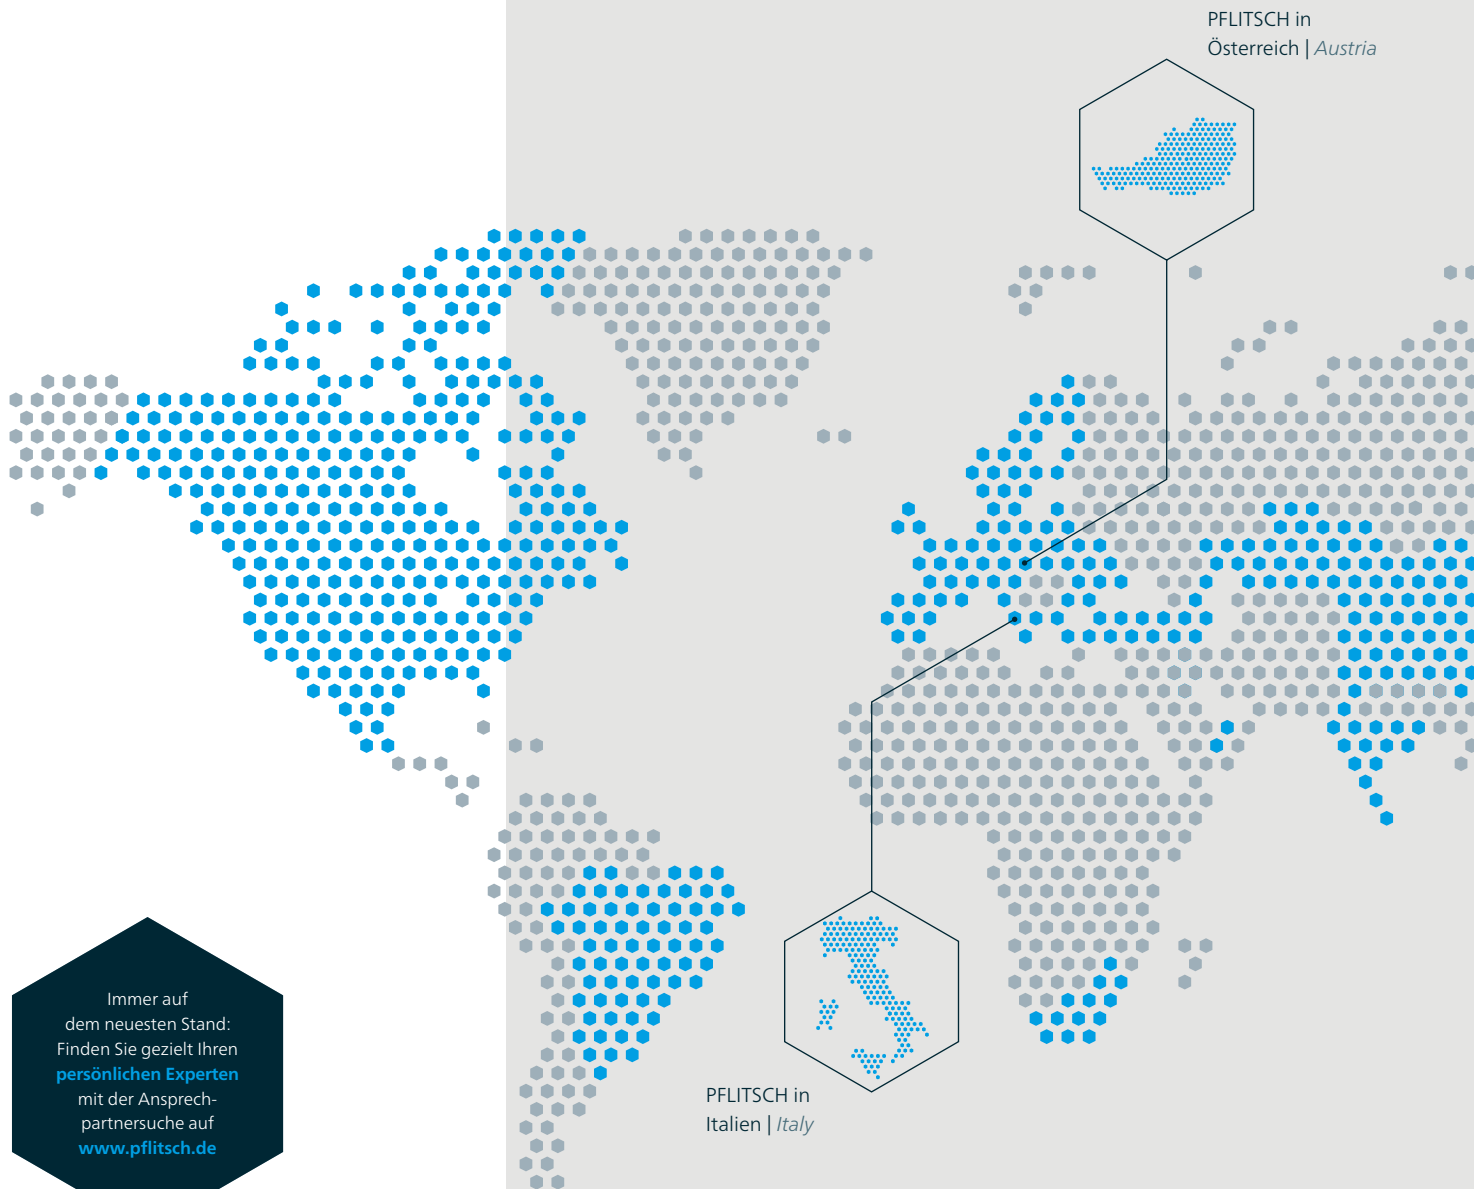 PFLITSCH in
Österreich | Austria
Immer auf
dem neuesten Stand:
Finden Sie gezielt Ihren
persönlichen Experten
mit der Ansprech-
partnersuche auf
www.pflitsch.de
PFLITSCH in
Italien | Italy